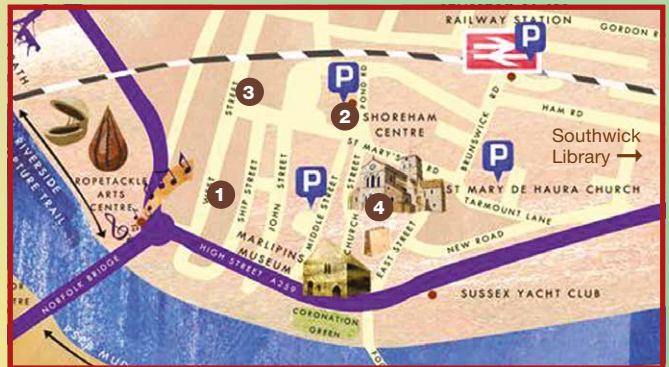 RAILWAY STATION
GORDON R
P
P
P
P
POND RD
STREET
3
2
SHOREHAM
CENTRE
HAM RD
BRUNSWICK RD
Southwick
Library →
ST MARY'S RD
RIVERSIDE
ROPETACKLE
ARTS
CENTRE
1
WEST
SHIP STREET
JOHN STREET
MIDDLE STREET
CHURCH STREET
4
ST MARY DE HAURA CHURCH
TARMOUNT LANE
EAST STREET
NEW ROAD
MARLIPINS
MUSEUM
HIGH STREET A259
NORFOLK BRIDGE
SUSSEX YACHT CLUB
CORONATION
GREEN